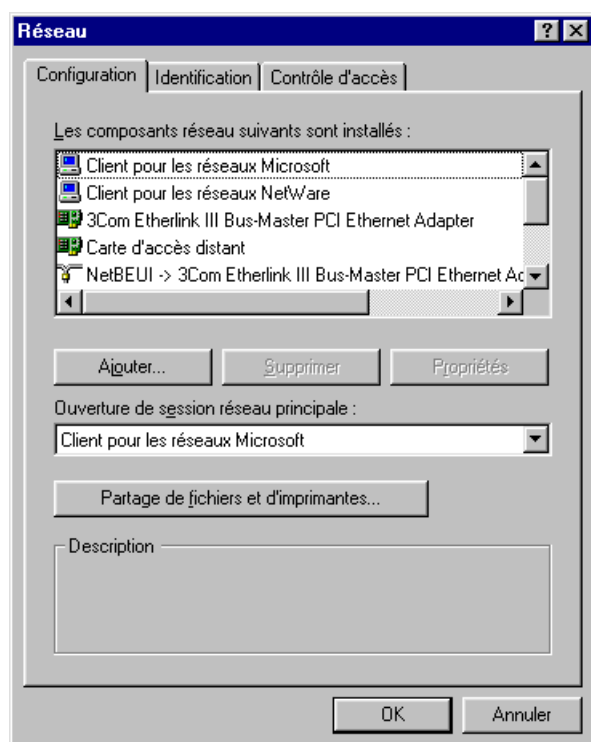 Réseau
Configuration Identification Contrôle d'accès
Les composants réseau suivants sont installés :
Client pour les réseaux Microsoft
Client pour les réseaux NetWare
3Com Etherlink III Bus-Master PCI Ethernet Adapter
Carte d'accès distant
NetBEUI -> 3Com Etherlink III Bus-Master PCI Ethernet Ac
Ajouter... Supprimer Propriétés
Ouverture de session réseau principale :
Client pour les réseaux Microsoft
Partage de fichiers et d'imprimantes...
Description
OK Annuler